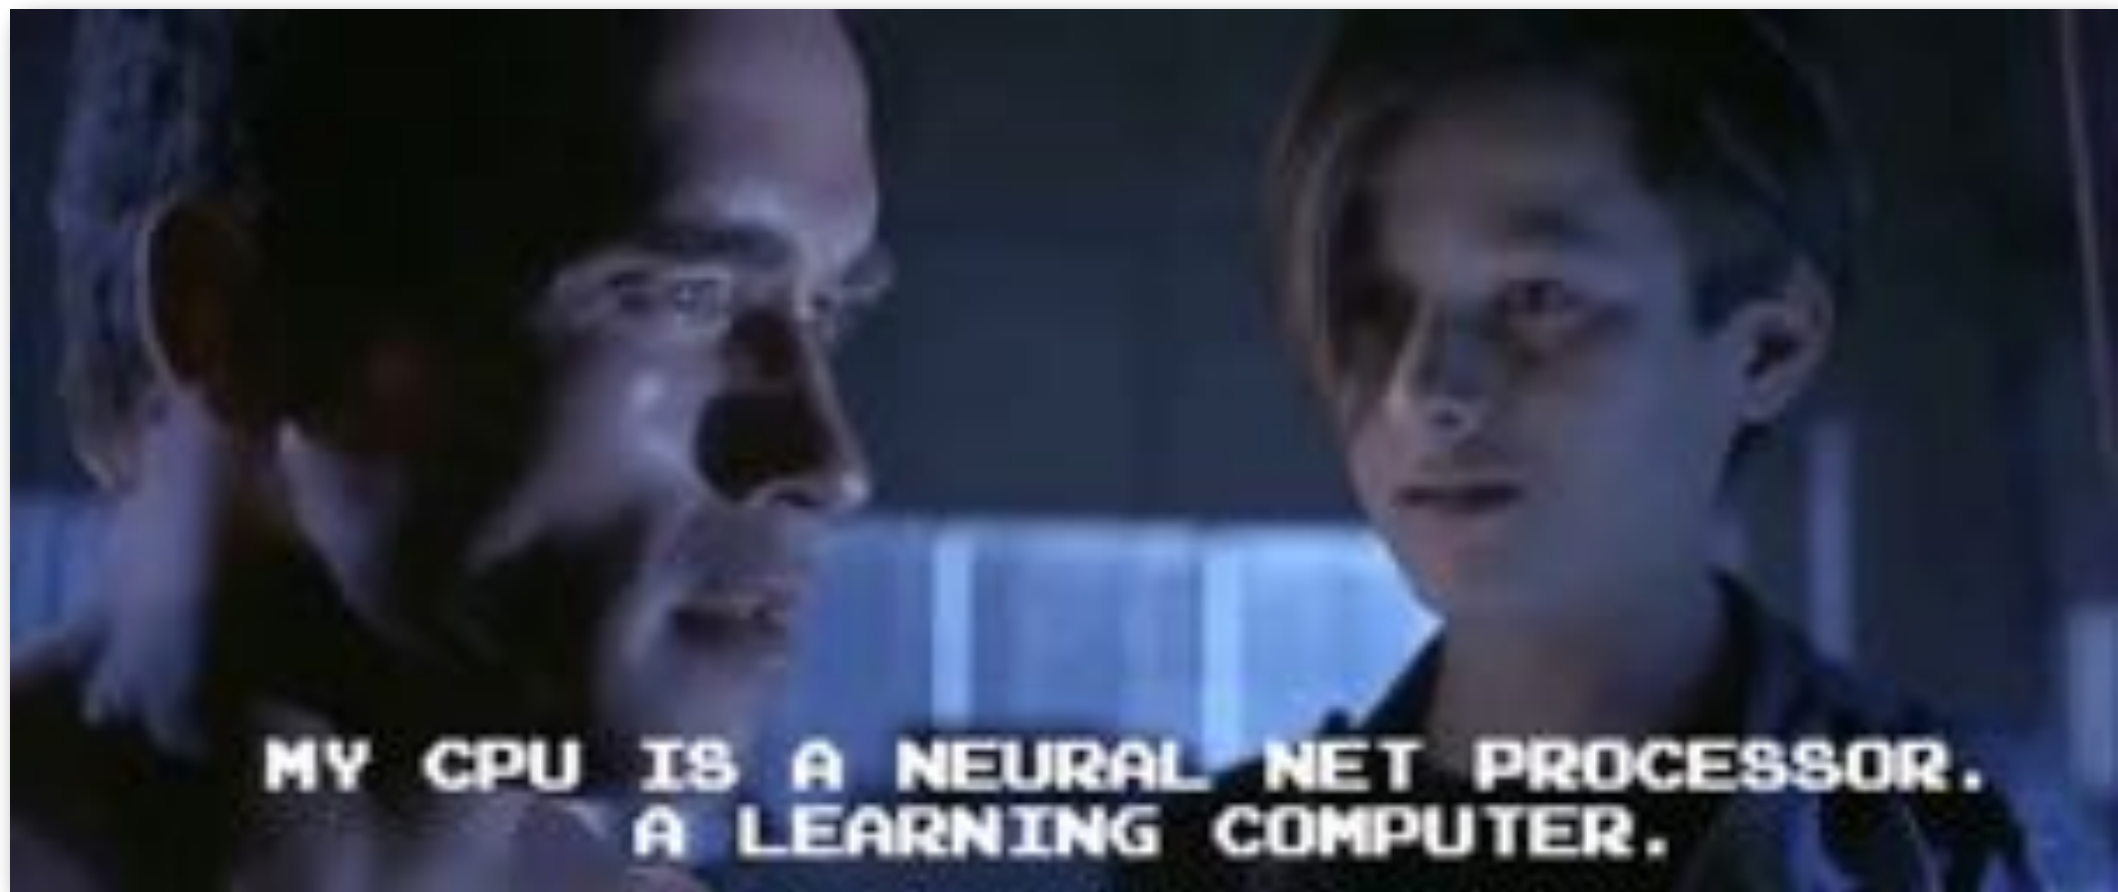 MY CPU IS A NEURAL NET PROCESSOR.
A LEARNING COMPUTER.